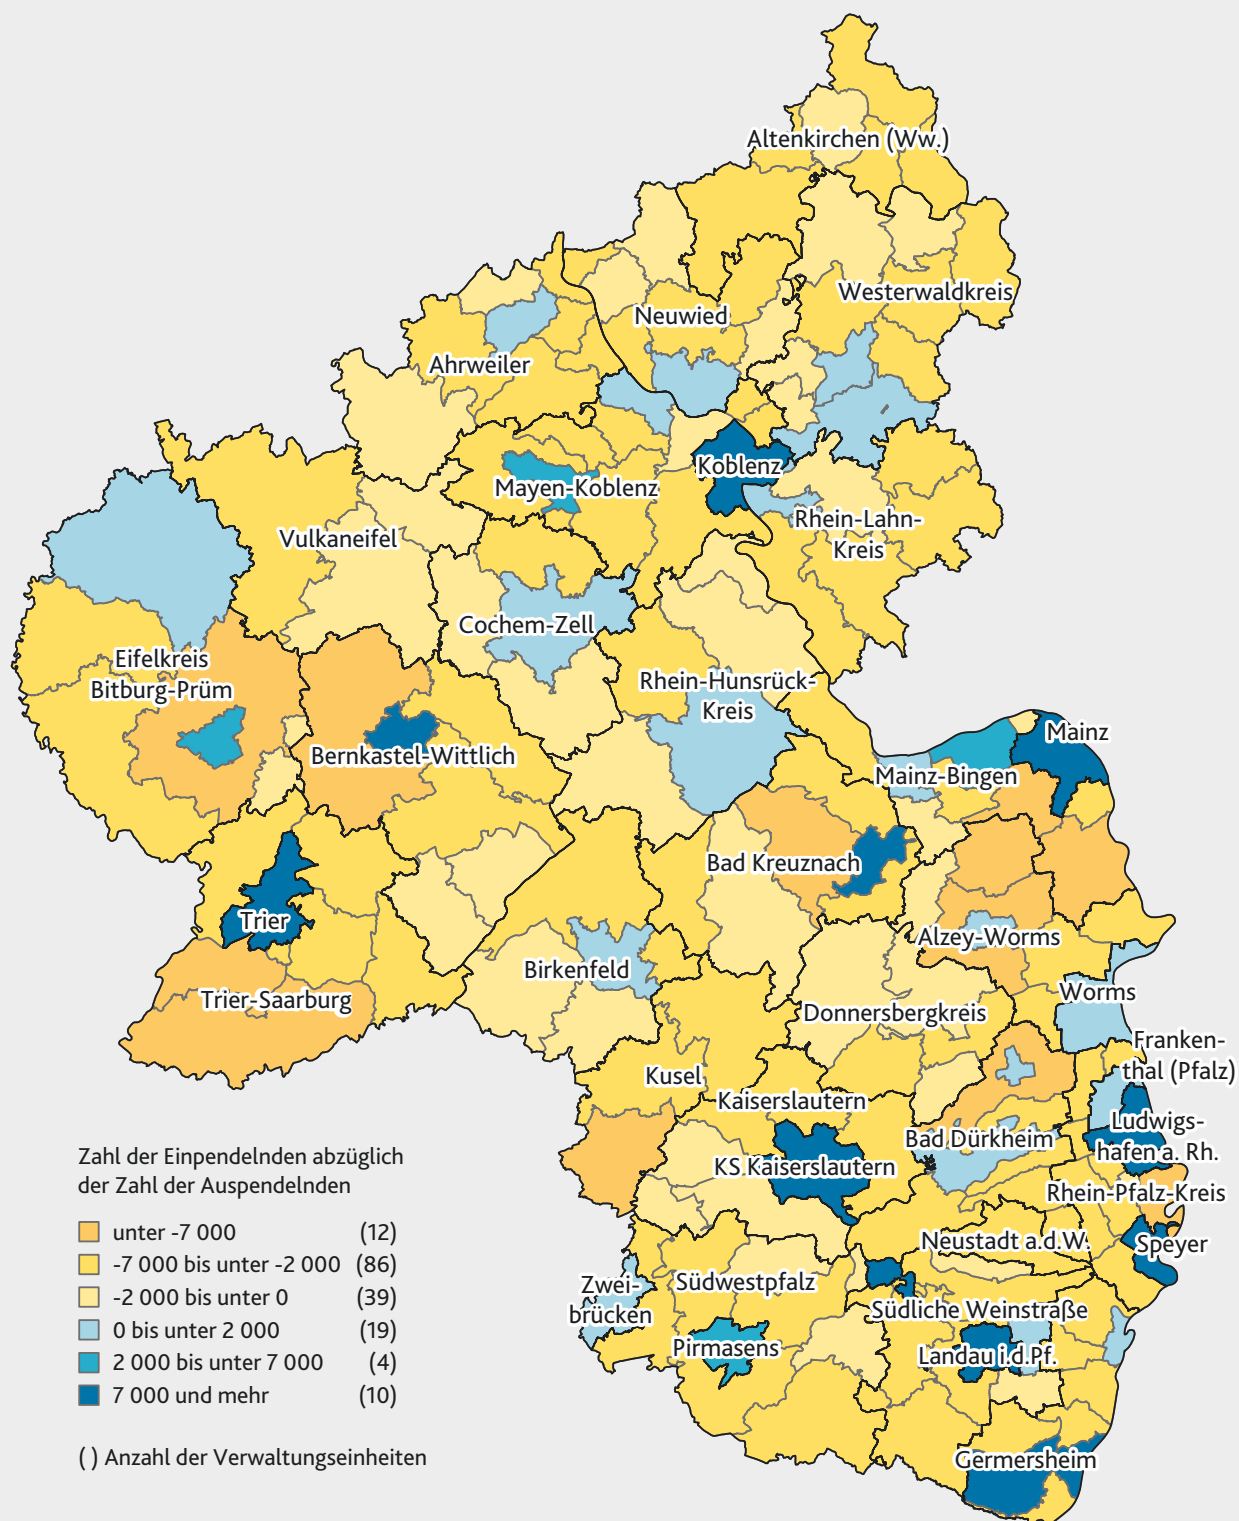 Altenkirchen (Ww.)
Westerwaldkreis
Neuwied
Ahrweiler
Koblenz
Mayen-Koblenz
Rhein-Lahn-
Kreis
Vulkaneifel
Cochem-Zell
Eifelkreis
Bitburg-Prüm
Rhein-Hunsrück-
Kreis
Mainz
Bernkastel-Wittlich
Mainz-Bingen
Bad Kreuznach
Trier
Alzey-Worms
Birkenfeld
Trier-Saarburg
Worms
Donnersbergkreis
Franken-
thal (Pfalz)
Kusel
Kaiserslautern
Ludwigs-
hafen a. Rh.
Bad Dürkheim
KS Kaiserslautern
Rhein-Pfalz-Kreis
Neustadt a.d.W.
Speyer
Zwei-
brücken
Südwestpfalz
Südliche Weinstraße
Pirmasens
Landau i.d.Pf.
Germersheim
Zahl der Einpendelnden abzüglich
der Zahl der Auspendelnden
unter -7 000 (12)
-7 000 bis unter -2 000 (86)
-2 000 bis unter 0 (39)
0 bis unter 2 000 (19)
2 000 bis unter 7 000 (4)
7 000 und mehr (10)
( ) Anzahl der Verwaltungseinheiten